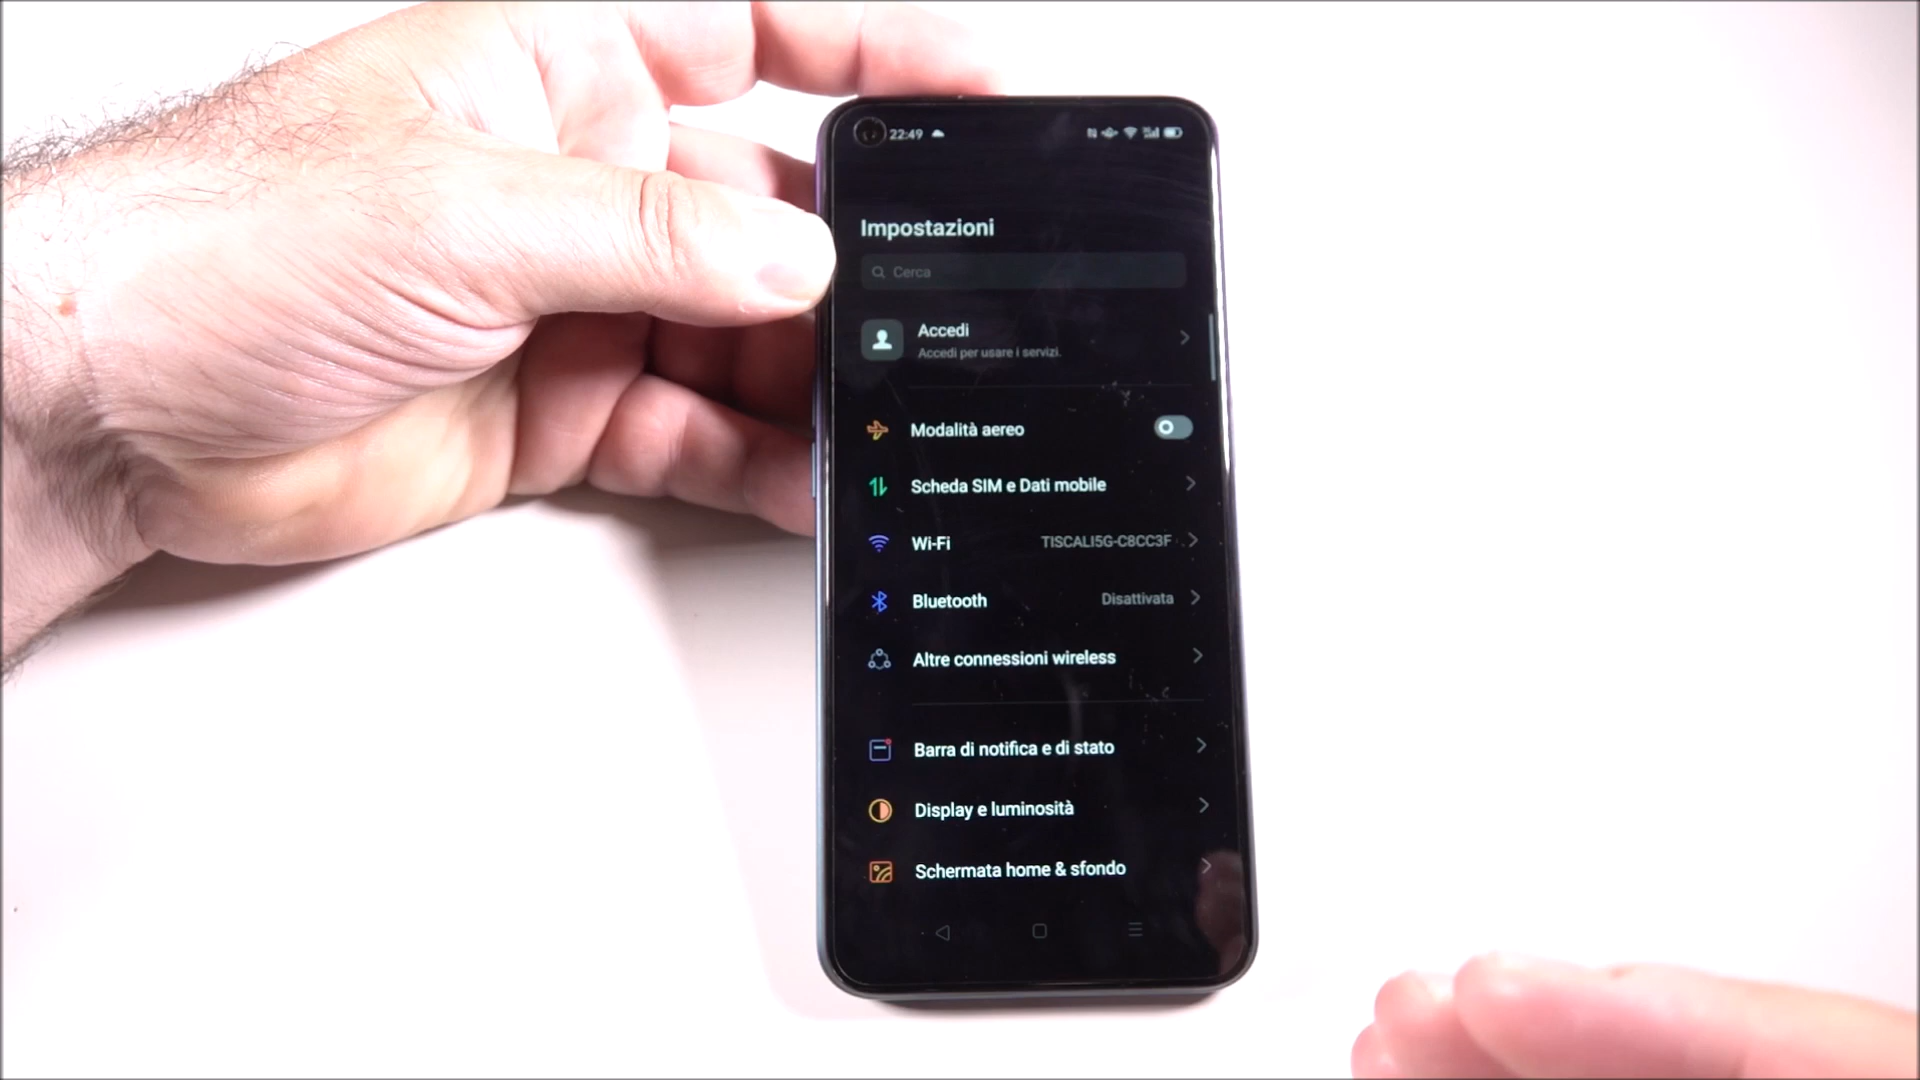 22:49
Impostazioni
Cerca
Accedi
Accedi per usare i servizi.
Modalità aereo
Scheda SIM e Dati mobile
Wi-Fi TISCALI5G-C8CC3F
Bluetooth Disattivata
Altre connessioni wireless
Barra di notifica e di stato
Display e luminosità
Schermata home & sfondo